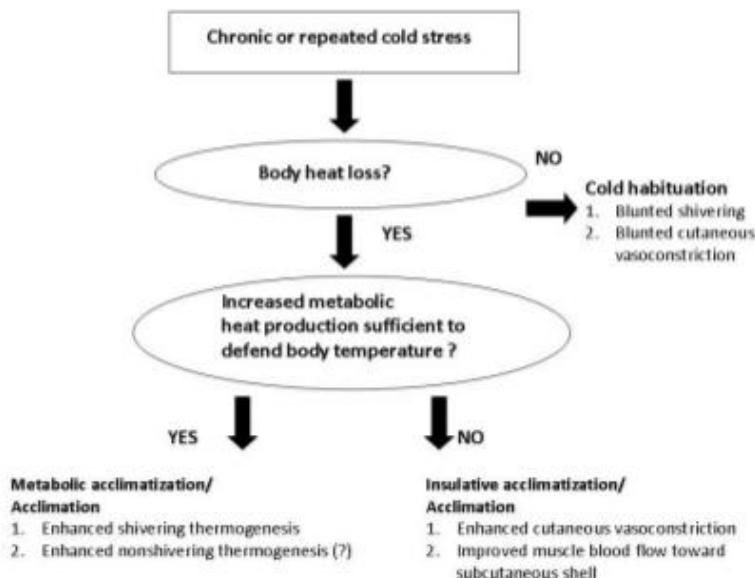 Chronic or repeated cold stress
Body heat loss?
NO
Cold habituation
1. Blunted shivering
2. Blunted cutaneous
vasoconstriction
YES
Increased metabolic
heat production sufficient to
defend body temperature ?
YES
NO
Metabolic acclimatization/
Acclimation
1. Enhanced shivering thermogenesis
2. Enhanced nonshivering thermogenesis (?)
Insulative acclimatization/
Acclimation
1. Enhanced cutaneous vasoconstriction
2. Improved muscle blood flow toward
subcutaneous shell